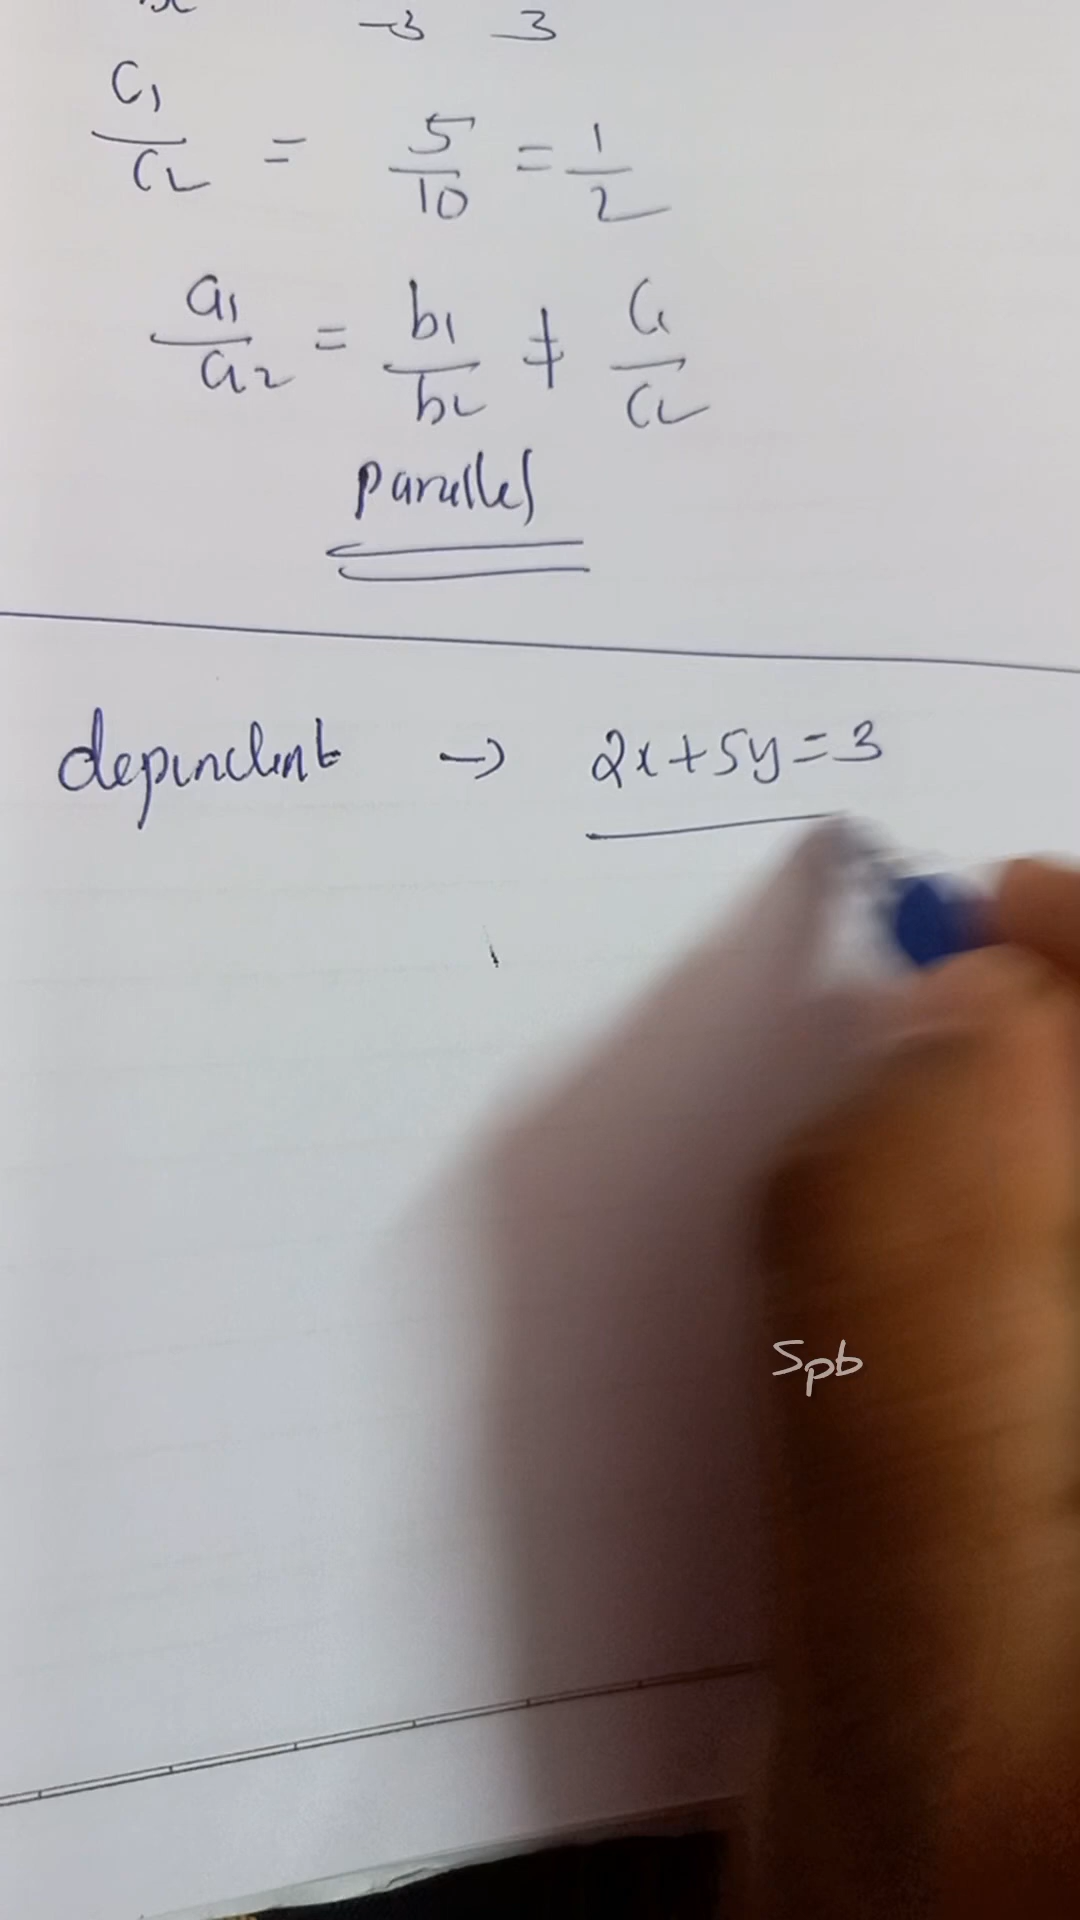 -3 3
C1/C2 = 5/10 = 1/2
a1/a2 = b1/b2 ≠ C1/C2
Parallel
dependent → 2x+5y=3
Spb